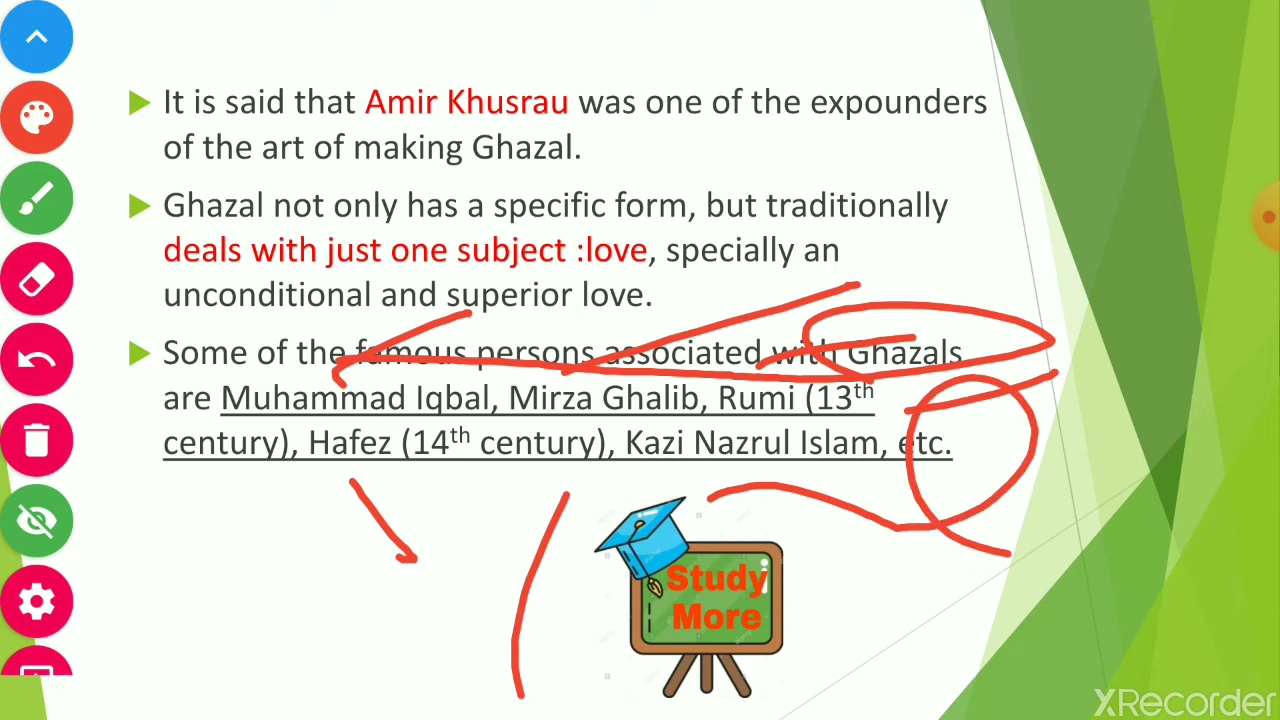 It is said that Amir Khusrau was one of the expounders
of the art of making Ghazal.
Ghazal not only has a specific form, but traditionally
deals with just one subject :love, specially an
unconditional and superior love.
Some of the famous persons associated with Ghazals
are Muhammad Iqbal, Mirza Ghalib, Rumi (13th
century), Hafez (14th century), Kazi Nazrul Islam, etc.
Study
More
XRecorder